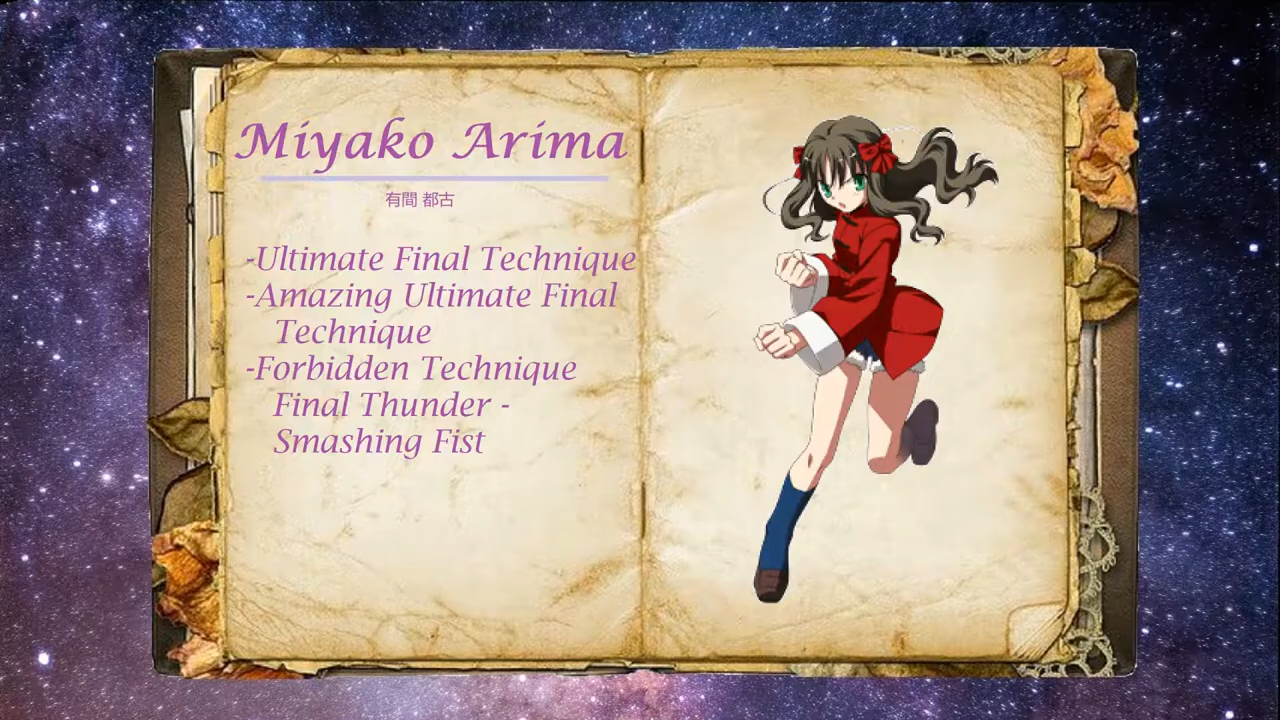 Miyako Arima
有間 都古
-Ultimate Final Technique
-Amazing Ultimate Final
Technique
-Forbidden Technique
Final Thunder -
Smashing Fist